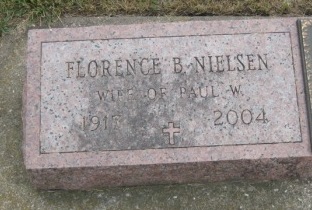 FLORENCE B. NIELSEN
WIFE OF PAUL W.
2004